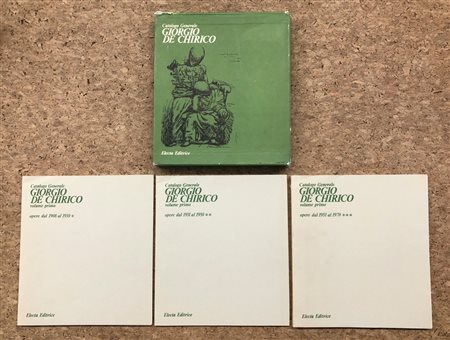 Catalogo Generale
GIORGIO
DE CHIRICO
Electa Editrice
Catalogo Generale
GIORGIO
DE CHIRICO
volume primo
opere dal 1908 al 1930 *
Electa Editrice
Catalogo Generale
GIORGIO
DE CHIRICO
volume primo
opere dal 1931 al 1950 **
Electa Editrice
Catalogo Generale
GIORGIO
DE CHIRICO
volume primo
opere dal 1951 al 1970 ***
Electa Editrice